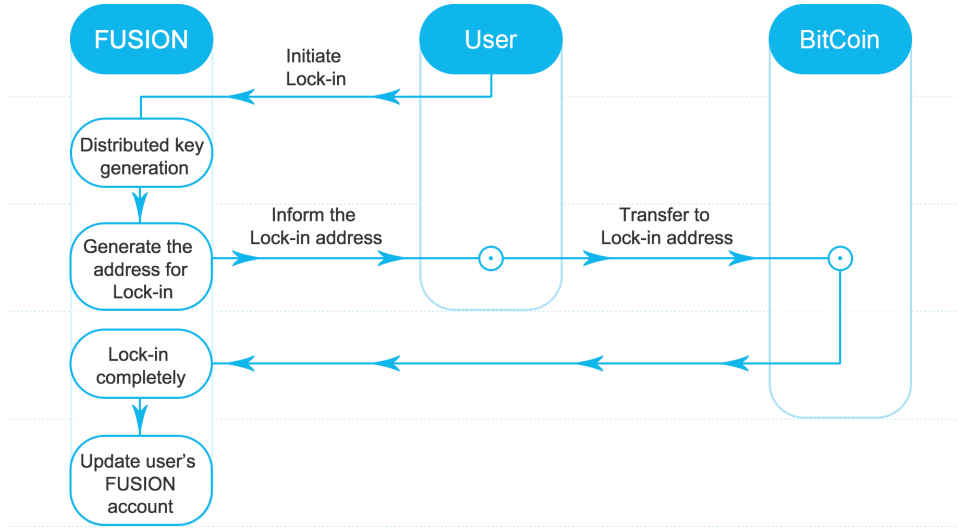 FUSION
User
BitCoin
Initiate
Lock-in
Distributed key
generation
Generate the
address for
Lock-in
Inform the
Lock-in address
Transfer to
Lock-in address
Lock-in
completely
Update user’s
FUSION
account